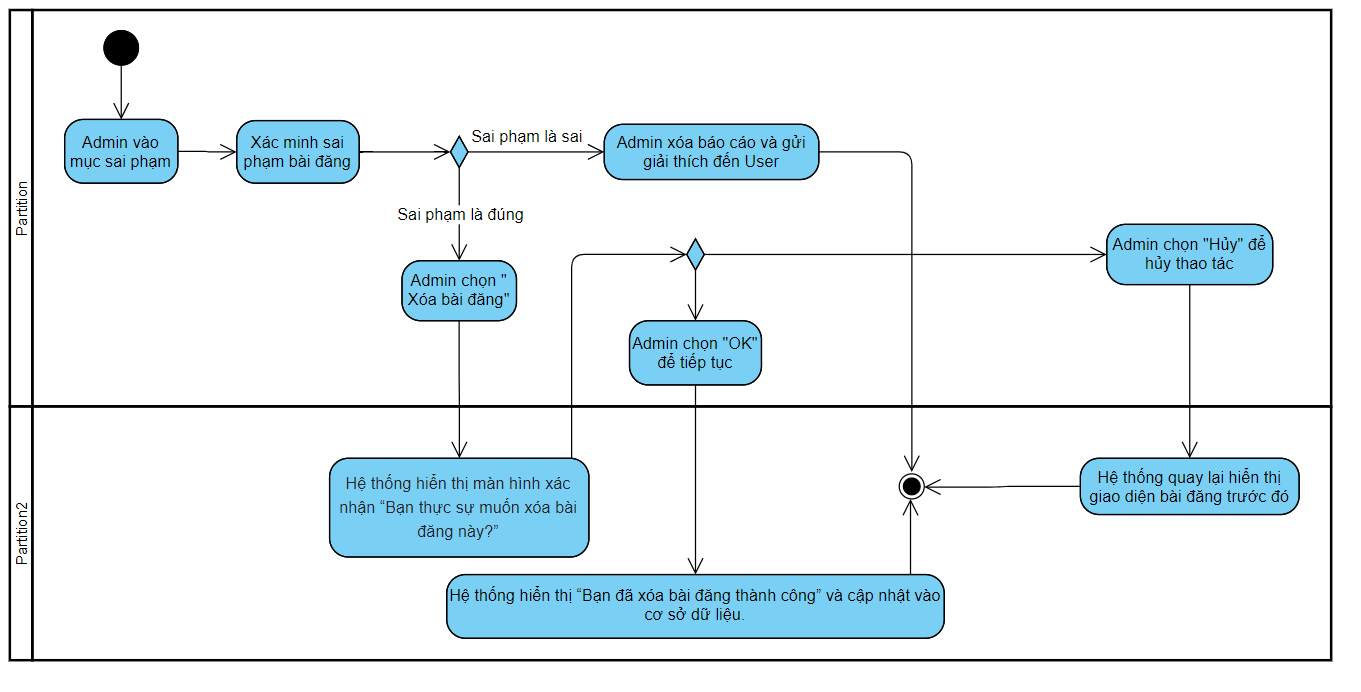 Partition
Admin vào
mục sai phạm
Xác minh sai
phạm bài đăng
Sai phạm là sai
Admin xóa báo cáo và gửi
giải thích đến User
Sai phạm là đúng
Admin chọn "
Xóa bài đăng"
Admin chọn "OK"
để tiếp tục
Admin chọn "Hủy" để
hủy thao tác
Partition2
Hệ thống hiển thị màn hình xác
nhận “Bạn thực sự muốn xóa bài
đăng này?”
Hệ thống quay lại hiển thị
giao diện bài đăng trước đó
Hệ thống hiển thị “Bạn đã xóa bài đăng thành công” và cập nhật vào
cơ sở dữ liệu.